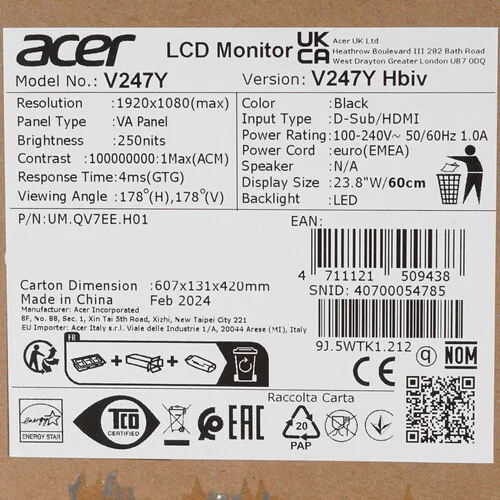 acer
LCD Monitor
UK
CA
Acer UK Ltd
Heathrow Boulevard III 282 Bath Road
West Drayton Greater London UB7 0DQ
Model No.: V247Y
Version: V247Y Hbiv
Resolution :1920x1080(max)
Panel Type :VA Panel
Brightness :250nits
Contrast :100000000:1Max(ACM)
Response Time:4ms(GTG)
Viewing Angle :178°(H),178°(V)
Color :Black
Input Type :D-Sub/HDMI
Power Rating:100-240V~ 50/60Hz 1.0A
Power Cord :euro(EMEA)
Speaker :N/A
Display Size :23.8"W/60cm
Backlight :LED
P/N:UM.QV7EE.H01
EAN:
4 711121 509438
SNID: 40700054785
Carton Dimension :607x131x420mm
Made in China Feb 2024
Manufacturer: Acer Incorporated
8F, No. 88, Sec. 1, Xin Tai 5th Road, Xizhi, New Taipei City 221
EU Importer: Acer Italy s.r.l. Viale delle Industrie 1/A, 20044 Arese (MI), Italy
9J.5WTK1.212
FR
q
NOM
CE
Raccolta Carta
energy
ENERGY STAR
TCO
CERTIFIED
EAC
20
PAP